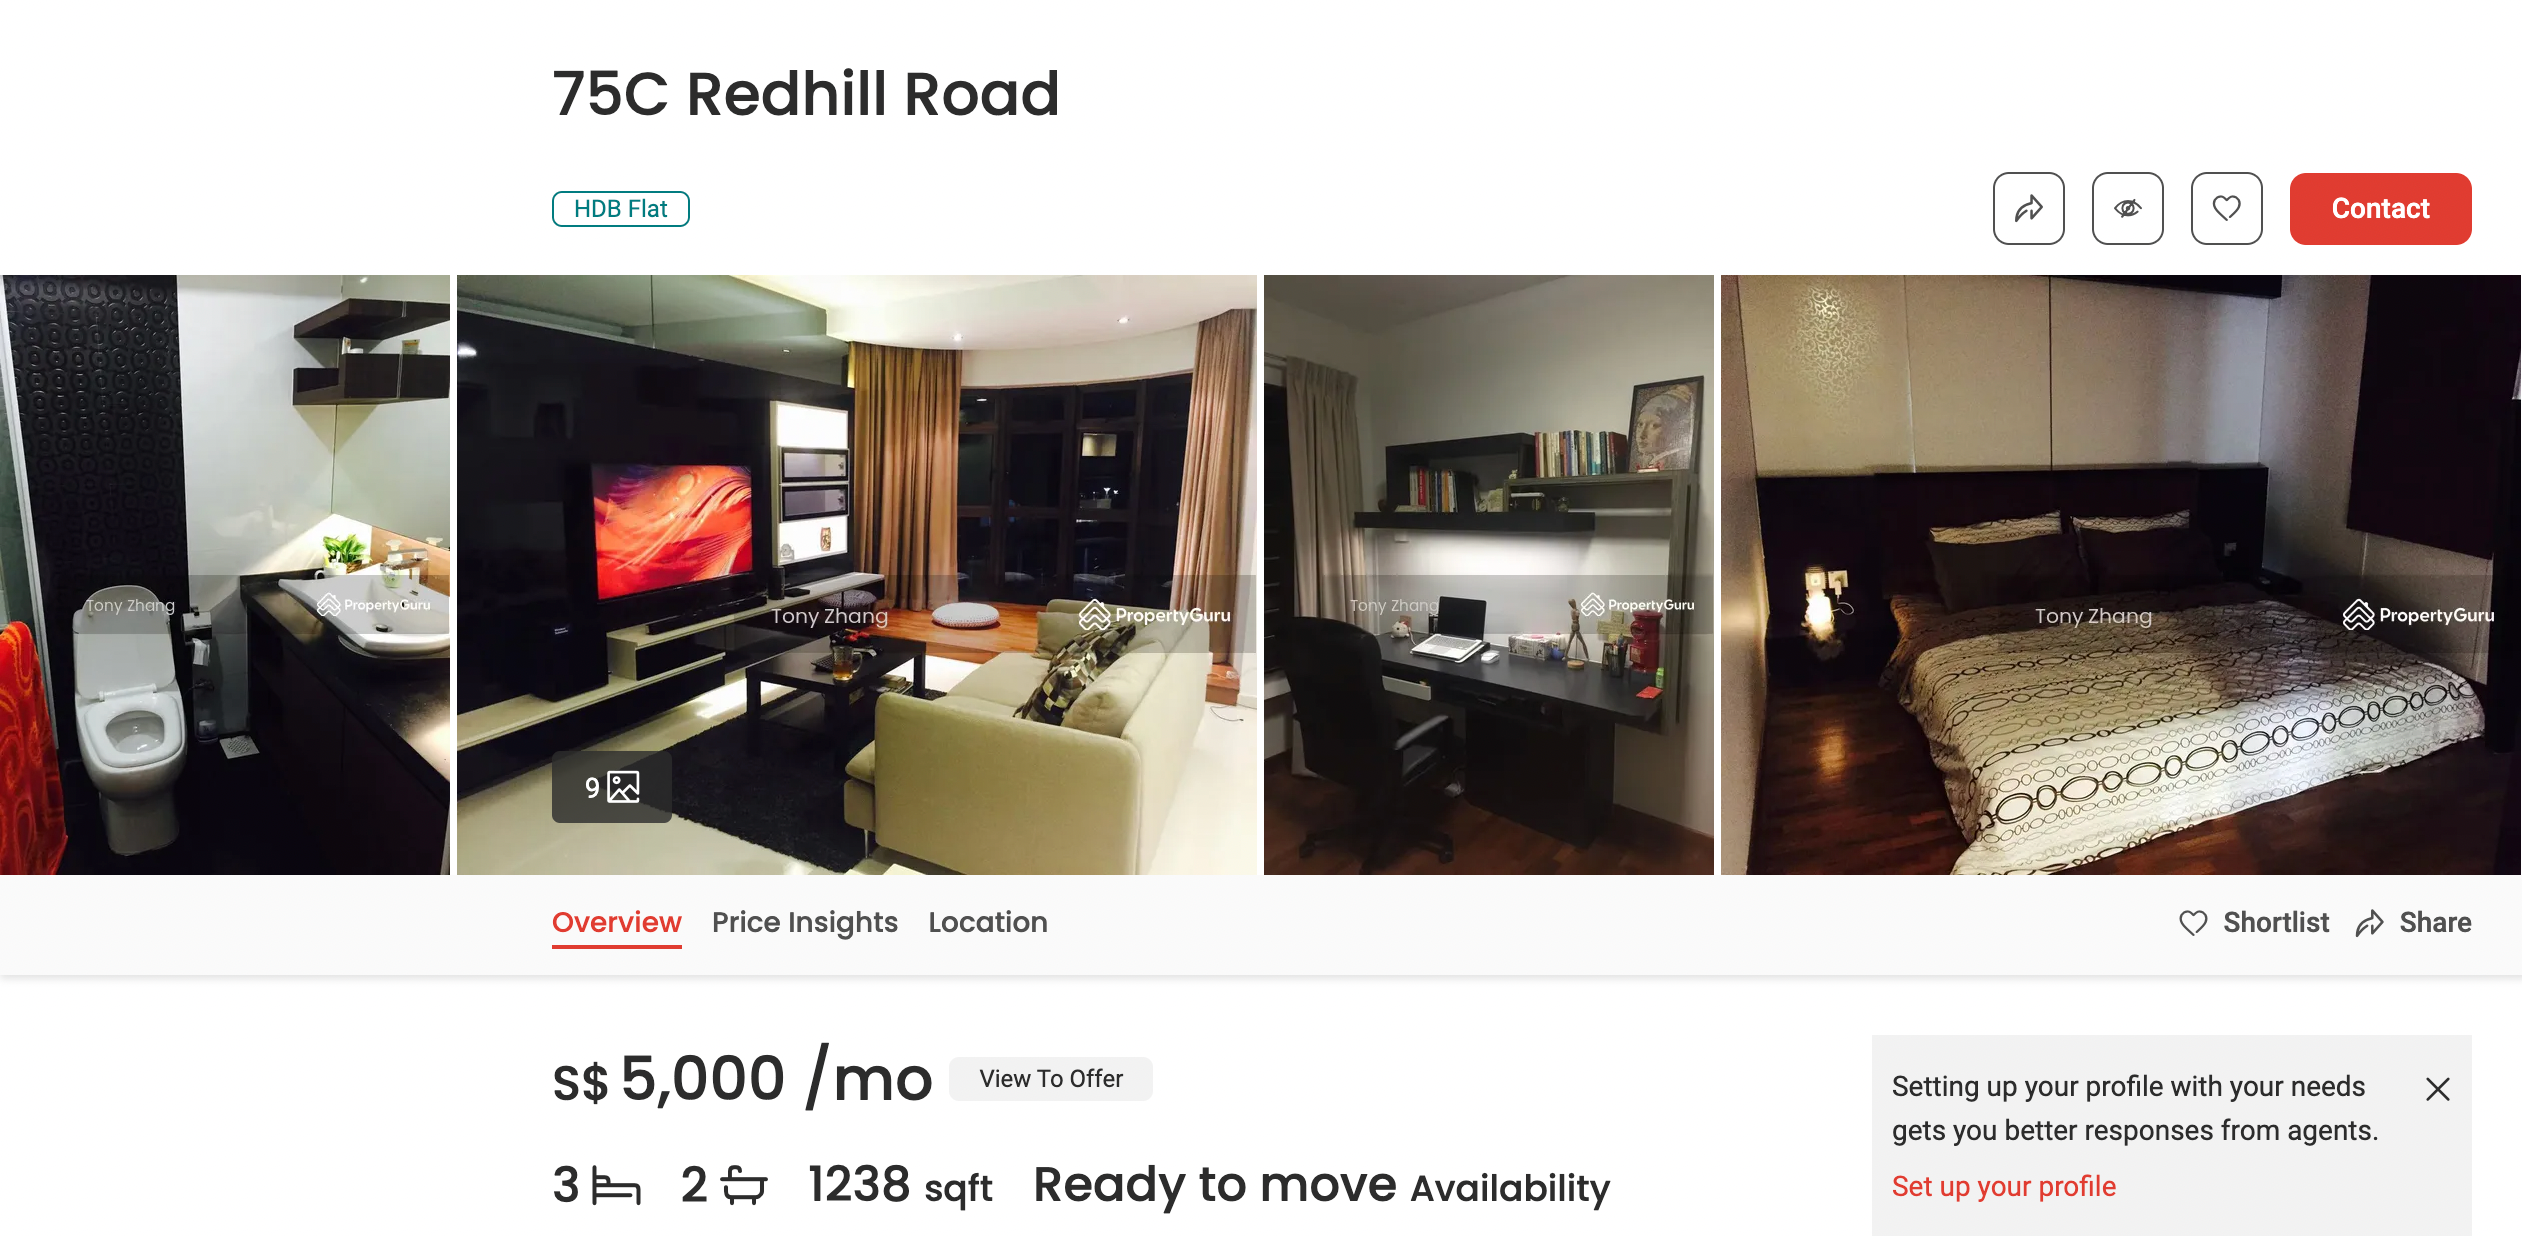 75C Redhill Road
HDB Flat
Contact
Tony Zhang
PropertyGuru
Tony Zhang
PropertyGuru
Tony Zhang
PropertyGuru
Tony Zhang
PropertyGuru
9
Overview
Price Insights
Location
Shortlist
Share
S$ 5,000 /mo
View To Offer
3
2
1238 sqft
Ready to move Availability
Setting up your profile with your needs
gets you better responses from agents.
Set up your profile